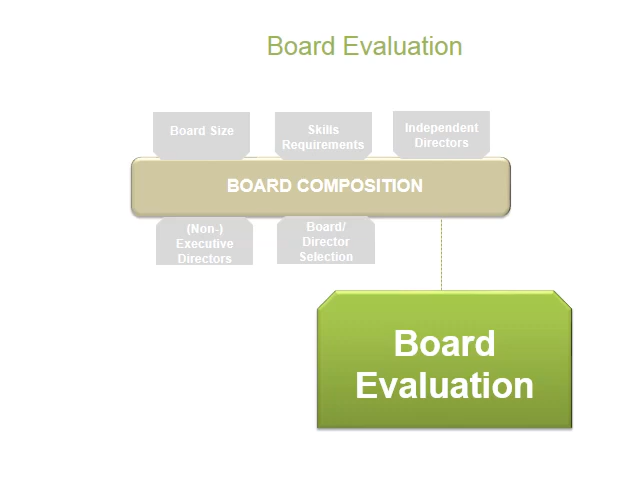 Board Evaluation
Board Size
Skills
Requirements
Independent
Directors
BOARD COMPOSITION
(Non-)
Executive
Directors
Board/
Director
Selection
Board
Evaluation